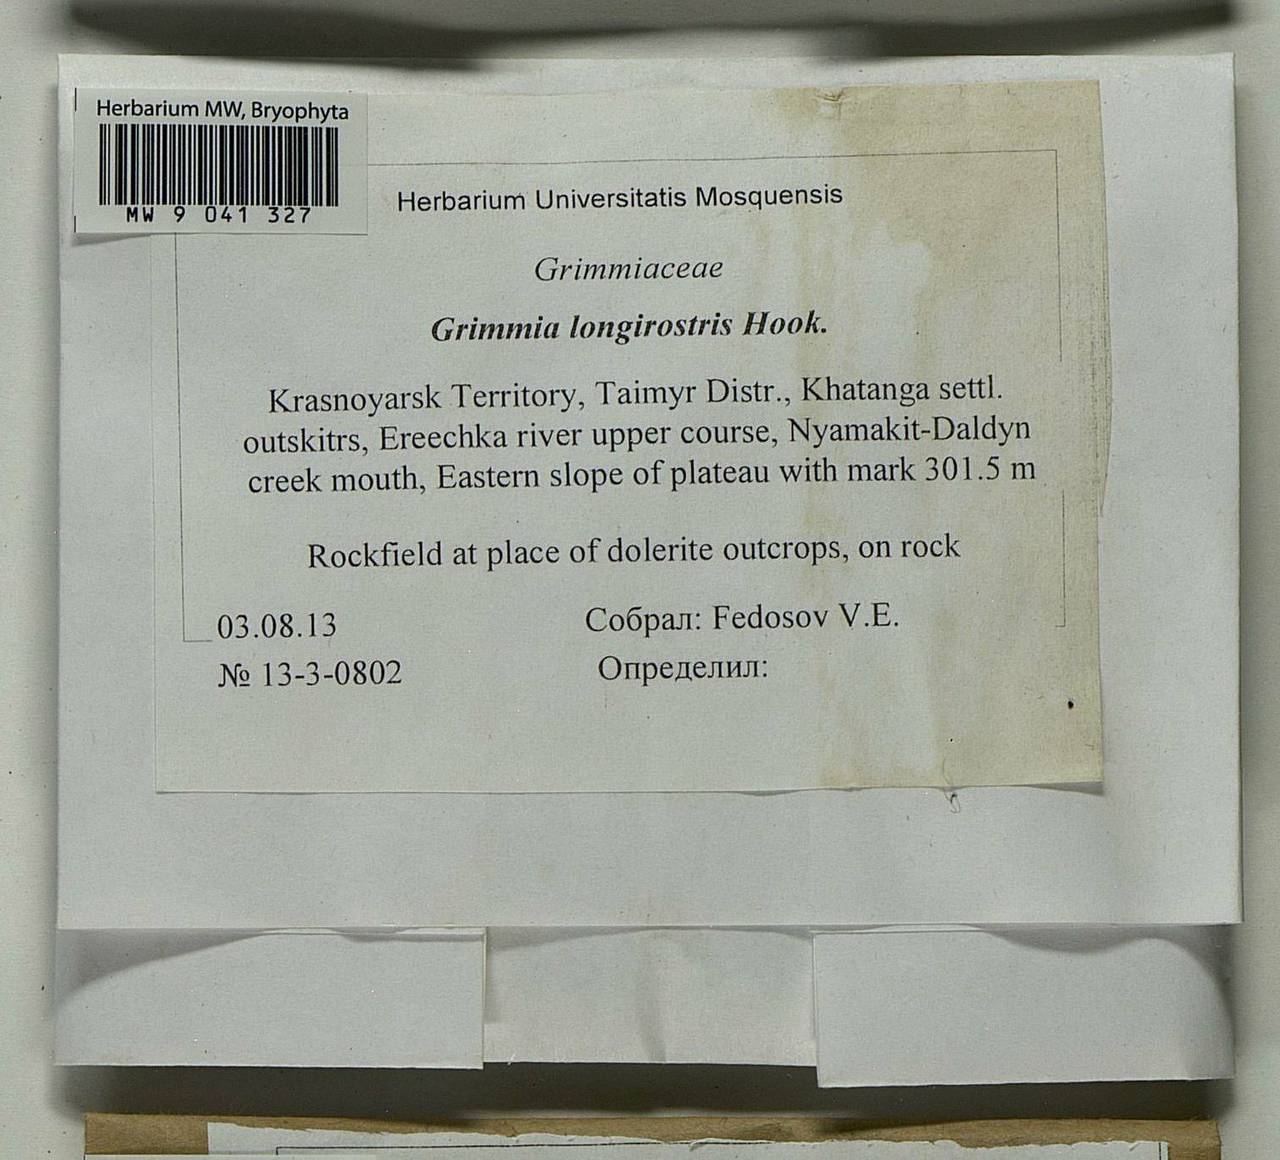 Herbarium MW, Bryophyta
MW 9 041 327
Herbarium Universitatis Mosquensis
Grimmiaceae
Grimmia longirostris Hook.
Krasnoyarsk Territory, Taimyr Distr., Khatanga settl.
outskitrs, Ereechka river upper course, Nyamakit-Daldyn
creek mouth, Eastern slope of plateau with mark 301.5 m
Rockfield at place of dolerite outcrops, on rock
03.08.13
Собрал: Fedosov V.E.
№ 13-3-0802
Определил: